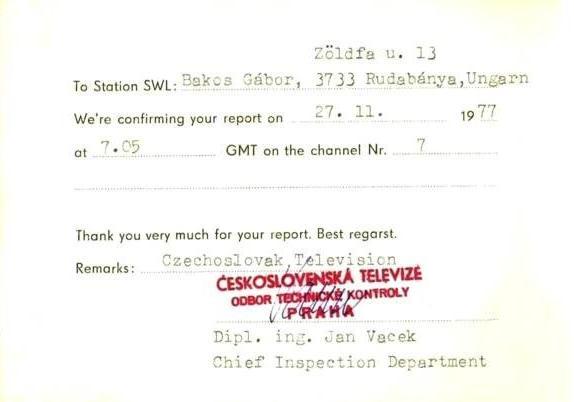 Zöldfa u. 13
To Station SWL: Bakos Gábor, 3733 Rudabánya,Ungarn
We're confirming your report on 27. 11. 1977
at 7.05 GMT on the channel Nr. 7
Thank you very much for your report. Best regarst.
Remarks: Czechoslovak Television
ČESKOSLOVENSKÁ TELEVIZE
ODBOR TECHNICKÉ KONTROLY
PRAHA
Dipl. ing. Jan Vacek
Chief Inspection Department